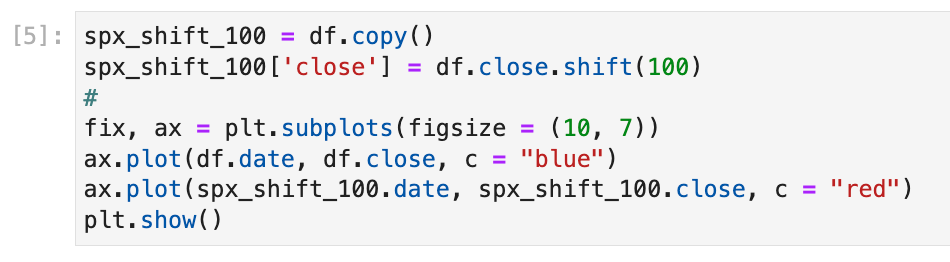 [5]: spx_shift_100 = df.copy()
spx_shift_100['close'] = df.close.shift(100)
#
fix, ax = plt.subplots(figsize = (10, 7))
ax.plot(df.date, df.close, c = "blue")
ax.plot(spx_shift_100.date, spx_shift_100.close, c = "red")
plt.show()